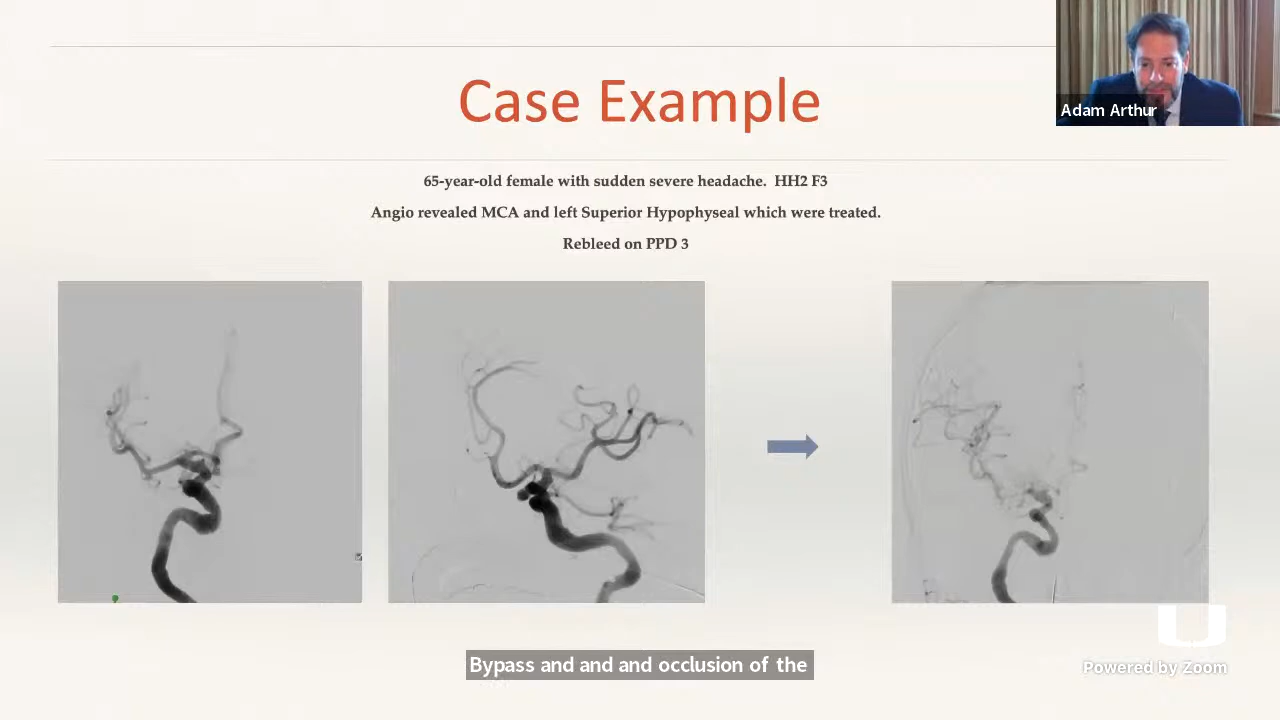 Case Example
Adam Arthur
65-year-old female with sudden severe headache.  HH2 F3
Angio revealed MCA and left Superior Hypophyseal which were treated.
Rebleed on PPD 3
Bypass and and and occlusion of the
U
Powered by Zoom